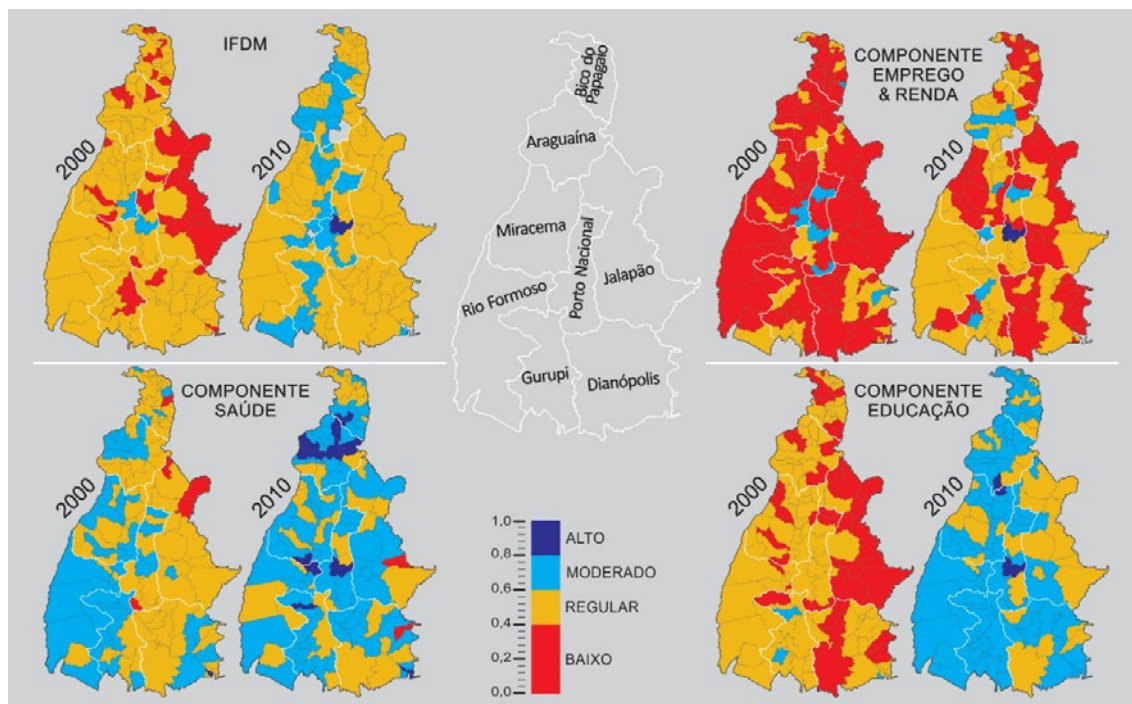 IFDM
2000
2010
Bico do
Papagaio
Araguaína
Miracema
Porto Nacional
Jalapão
Rio Formoso
Gurupi
Dianópolis
COMPONENTE
EMPREGO
& RENDA
2000
2010
COMPONENTE
SAÚDE
2000
2010
1.0
0.8
0.6
0.4
0.2
0.0
ALTO
MODERADO
REGULAR
BAIXO
COMPONENTE
EDUCAÇÃO
2000
2010